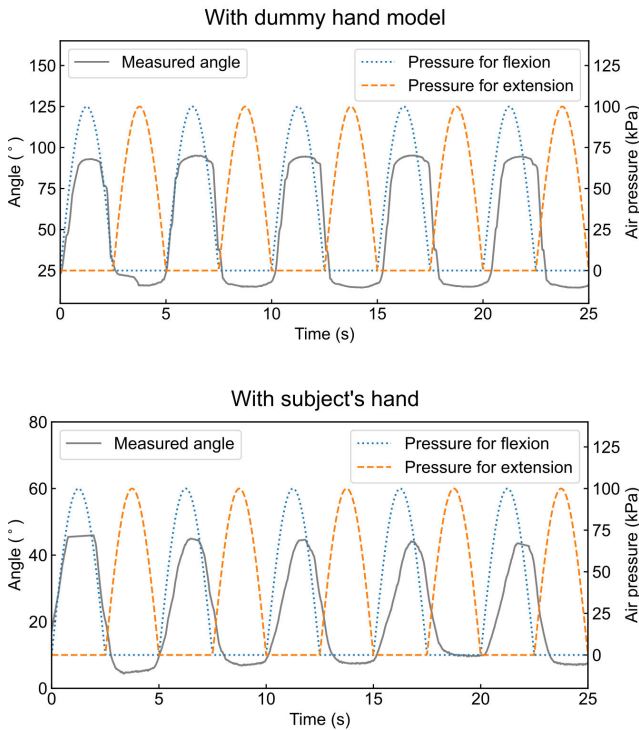 With dummy hand model
Measured angle
Pressure for flexion
Pressure for extension
150
125
100
75
50
25
Angle (°)
125
100
75
50
25
0
Air pressure (kPa)
0 5 10 15 20 25
Time (s)
With subject's hand
Measured angle
Pressure for flexion
Pressure for extension
80
60
40
20
0
Angle (°)
125
100
75
50
25
0
Air pressure (kPa)
0 5 10 15 20 25
Time (s)